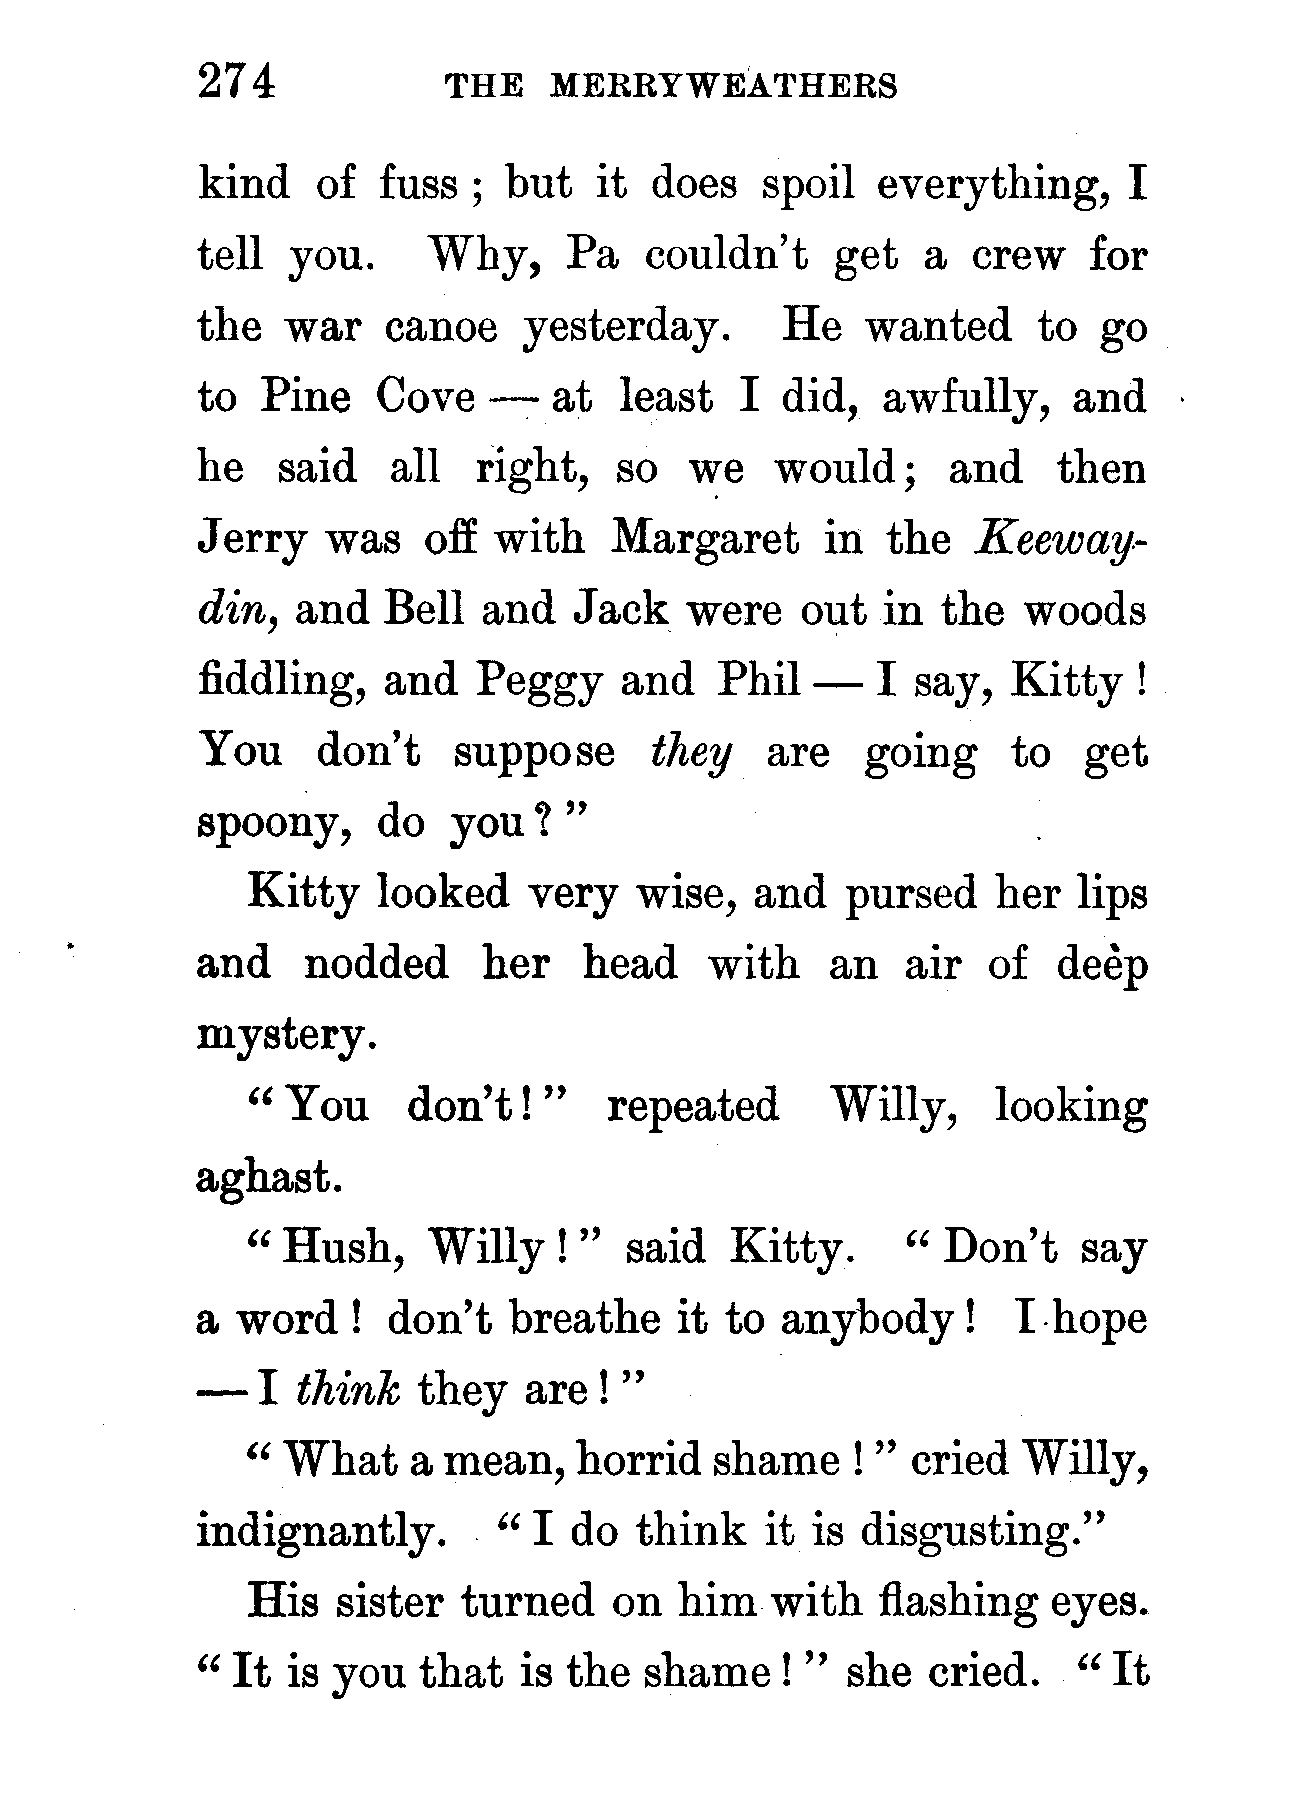 274 THE MERRYWEATHERS
kind of fuss ; but it does spoil everything, I
tell you. Why, Pa couldn't get a crew for
the war canoe yesterday. He wanted to go
to Pine Cove — at least I did, awfully, and
he said all right, so we would; and then
Jerry was off with Margaret in the Keeway-
din, and Bell and Jack were out in the woods
fiddling, and Peggy and Phil — I say, Kitty !
You don't suppose they are going to get
spoony, do you ? ”
Kitty looked very wise, and pursed her lips
and nodded her head with an air of deep
mystery.
“ You don't! ” repeated Willy, looking
aghast.
“ Hush, Willy ! ” said Kitty. “ Don't say
a word ! don't breathe it to anybody ! I hope
— I think they are ! ”
“ What a mean, horrid shame ! ” cried Willy,
indignantly. “ I do think it is disgusting.”
His sister turned on him with flashing eyes.
“ It is you that is the shame ! ” she cried. “ It